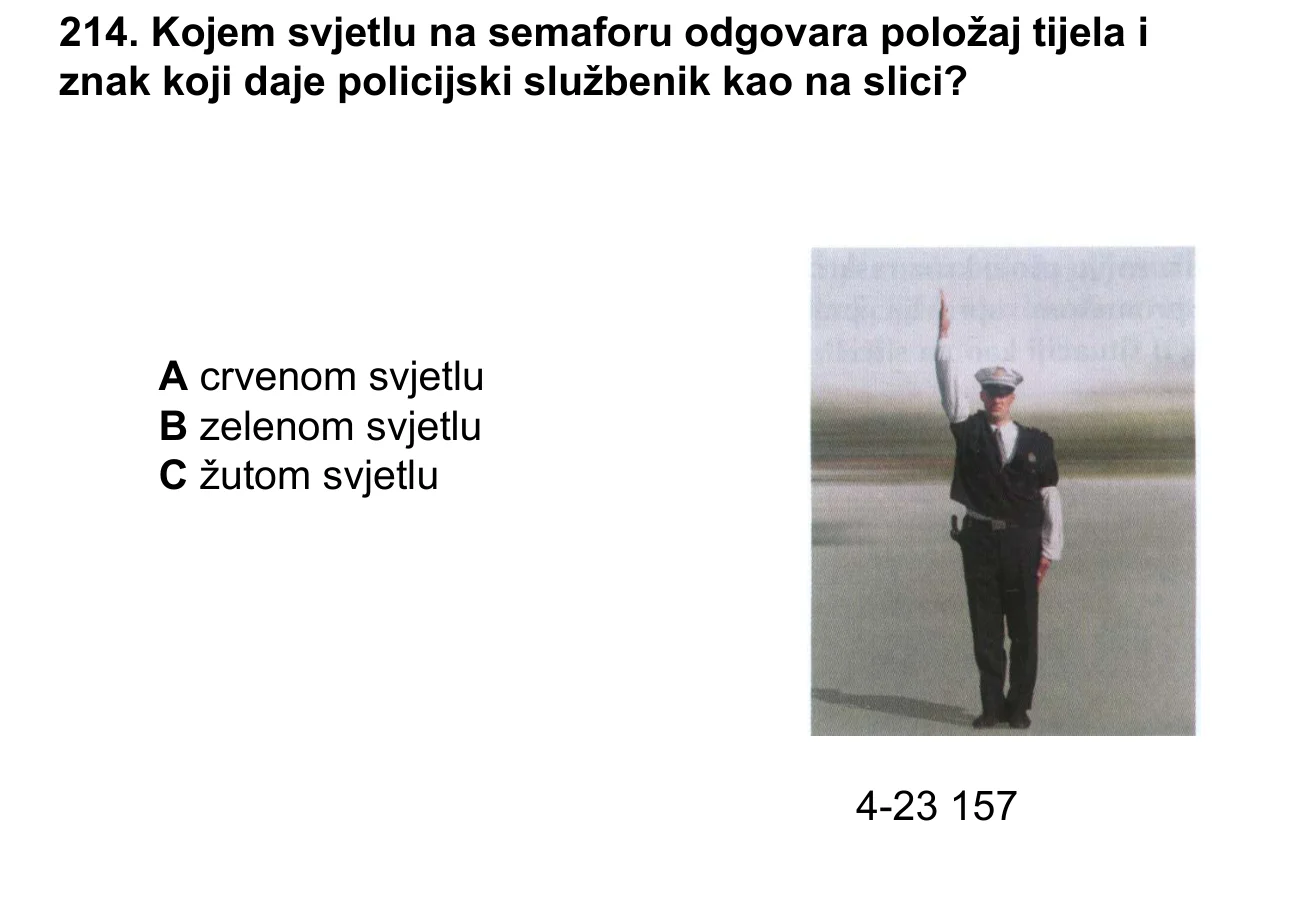 214. Kojem svjetlu na semaforu odgovara položaj tijela i
znak koji daje policijski službenik kao na slici?
A crvenom svjetlu
B zelenom svjetlu
C žutom svjetlu
4-23 157